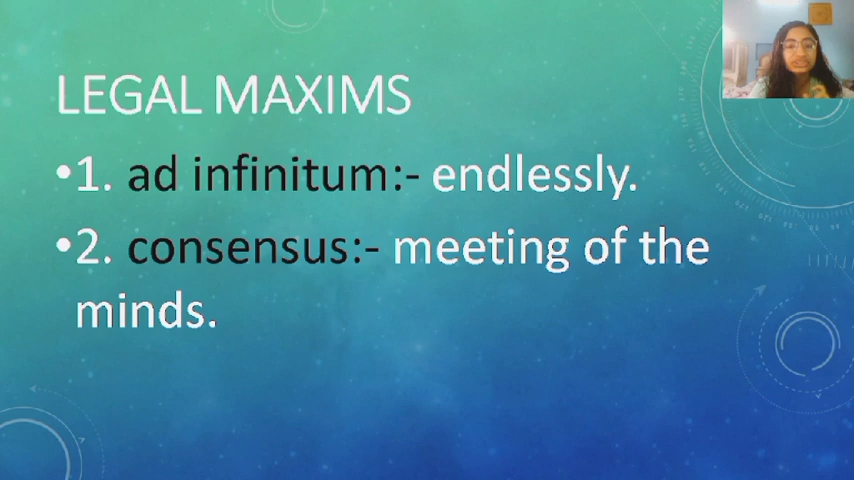 LEGAL MAXIMS
•1. ad infinitum:- endlessly.
•2. consensus:- meeting of the
minds.